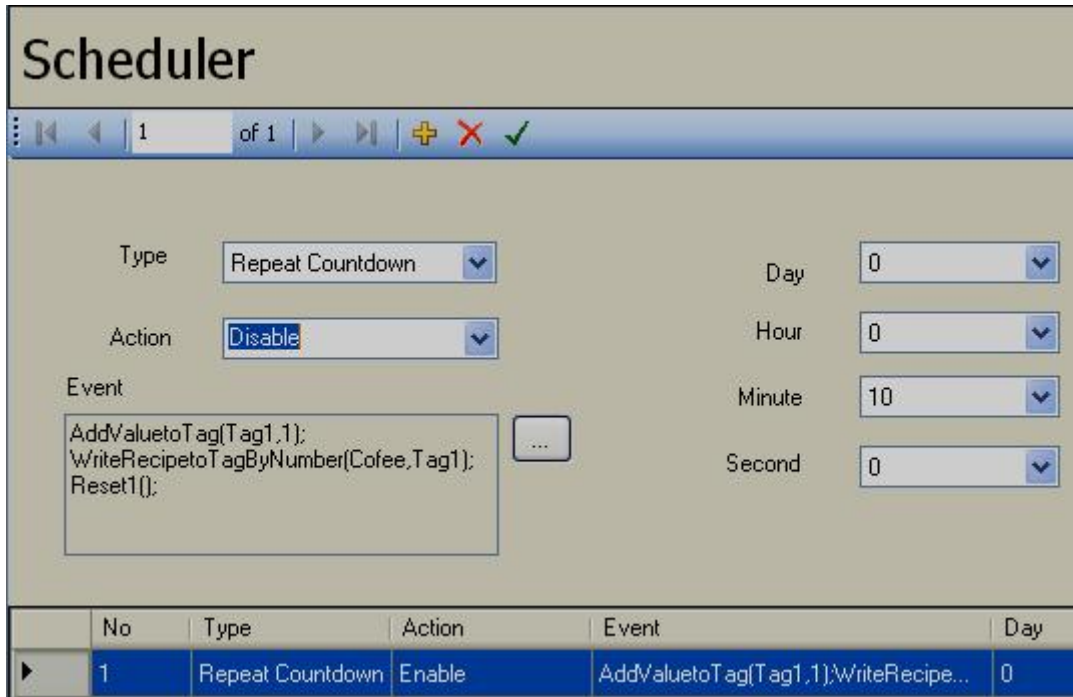 Scheduler
1 of 1
Type Repeat Countdown
Day 0
Action Disable
Hour 0
Event
Minute 10
AddValuetoTag(Tag1,1);
WriteRecipetoTagByNumber(Cofee,Tag1);
Reset1();
...
Second 0
No Type Action Event Day
1 Repeat Countdown Enable AddValuetoTag(Tag1,1);WriteRecipe... 0